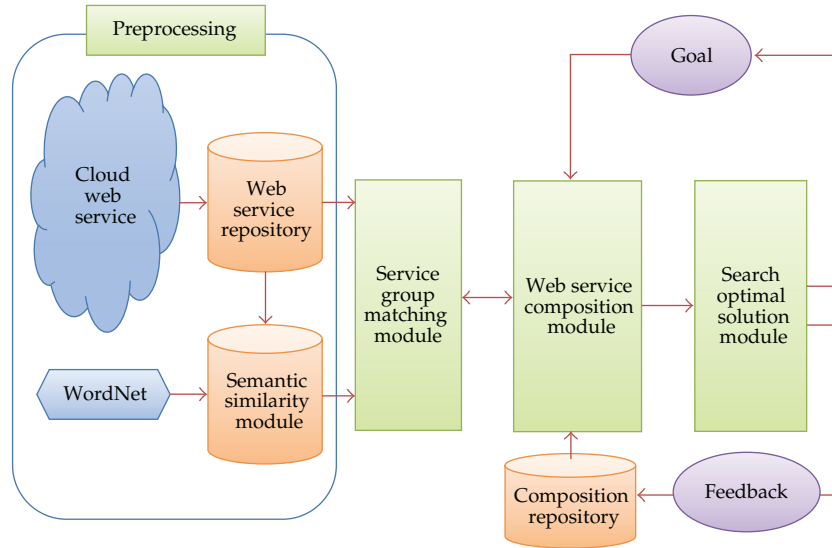 Preprocessing
Goal
Cloud
web
service
Web
service
repository
Service
group
matching
module
Web service
composition
module
Search
optimal
solution
module
WordNet
Semantic
similarity
module
Composition
repository
Feedback